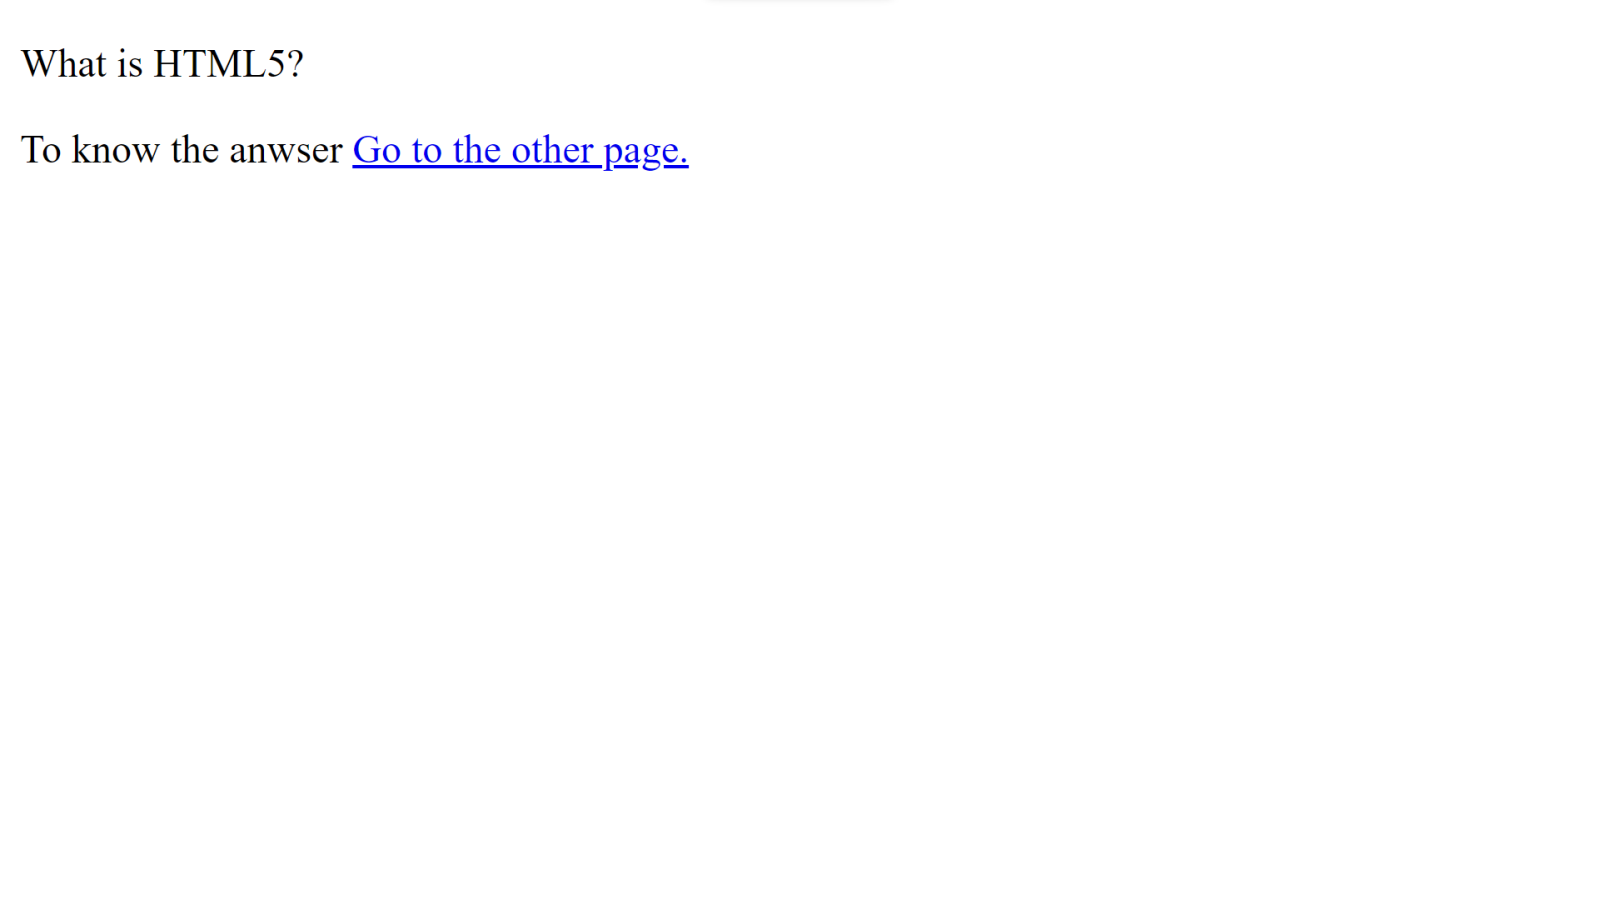 What is HTML5?
To know the anwser Go to the other page.